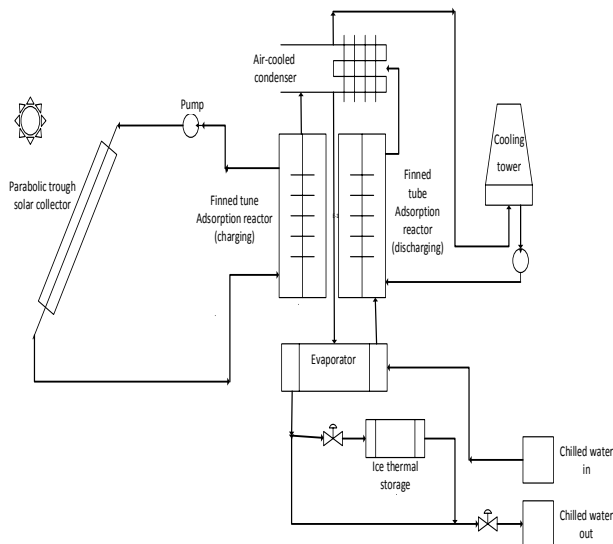 Air-cooled
condenser
Pump
Cooling
tower
Parabolic trough
solar collector
Finned tune
Adsorption reactor
(charging)
Finned
tube
Adsorption
reactor
(discharging)
Evaporator
Ice thermal
storage
Chilled water
in
Chilled water
out